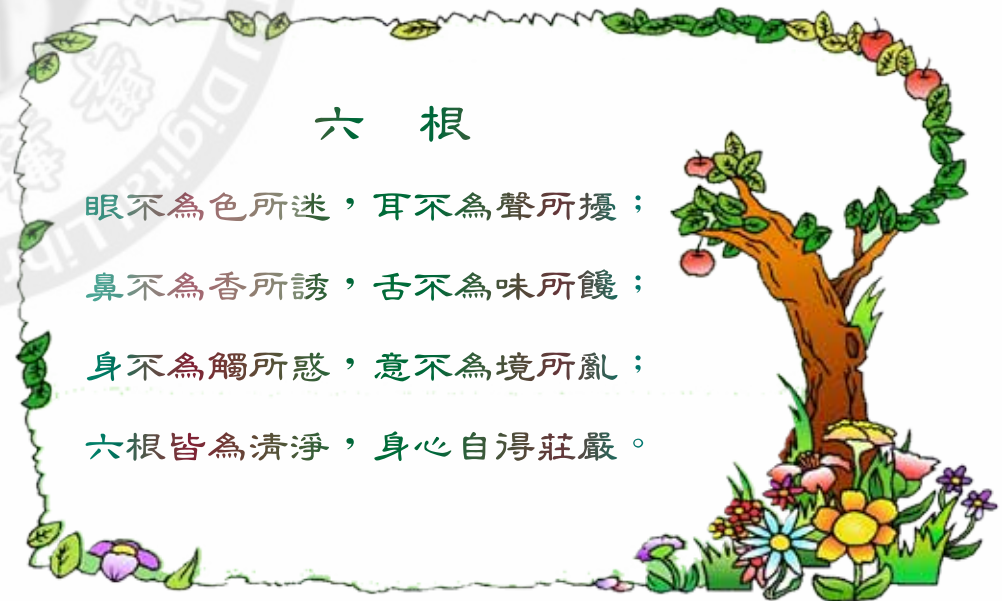 六 根
眼不為色所迷，耳不為聲所擾；
鼻不為香所誘，舌不為味所饞；
身不為觸所惑，意不為境所亂；
六根皆為清淨，身心自得莊嚴。
Digital Libr